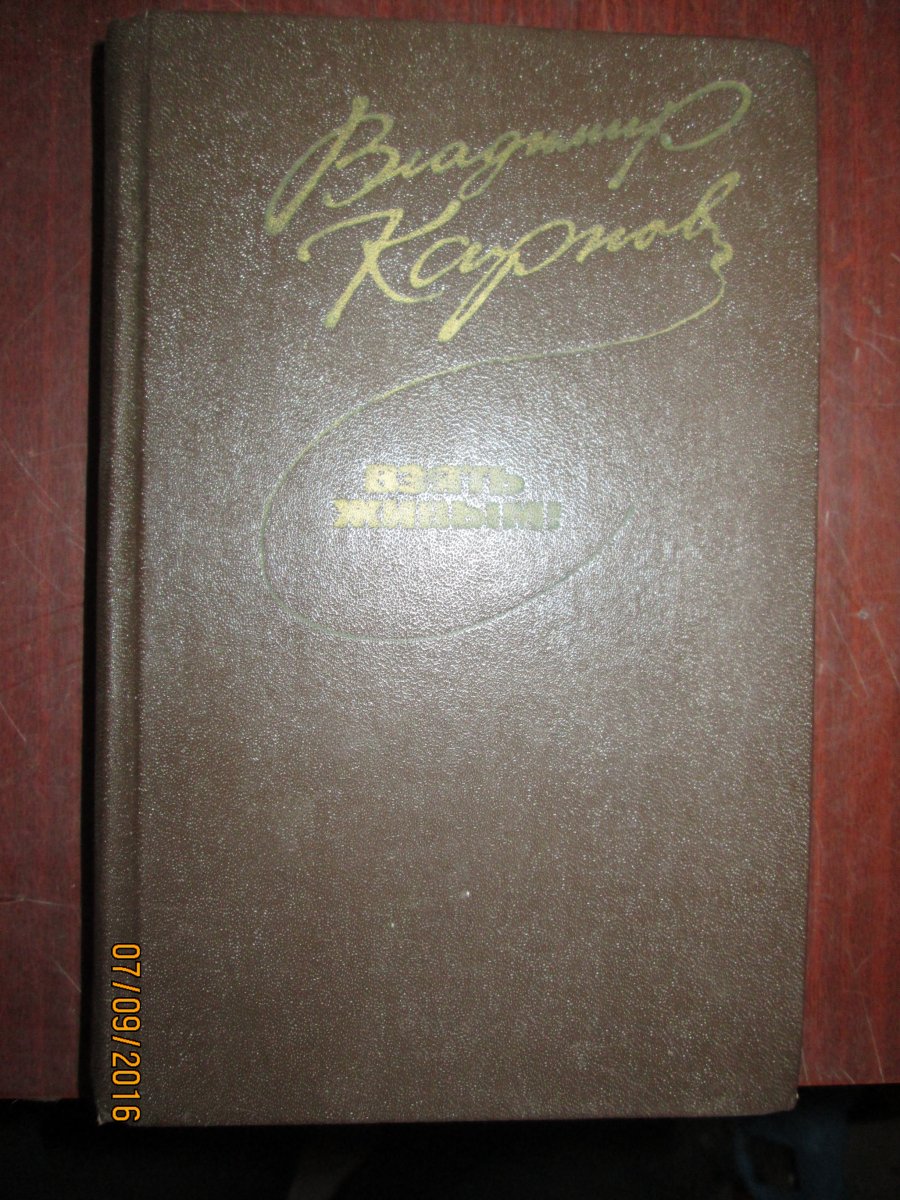 Владимир
Карпов
ВЗЯТЬ
ЖИВЫМ!
07/09/2016